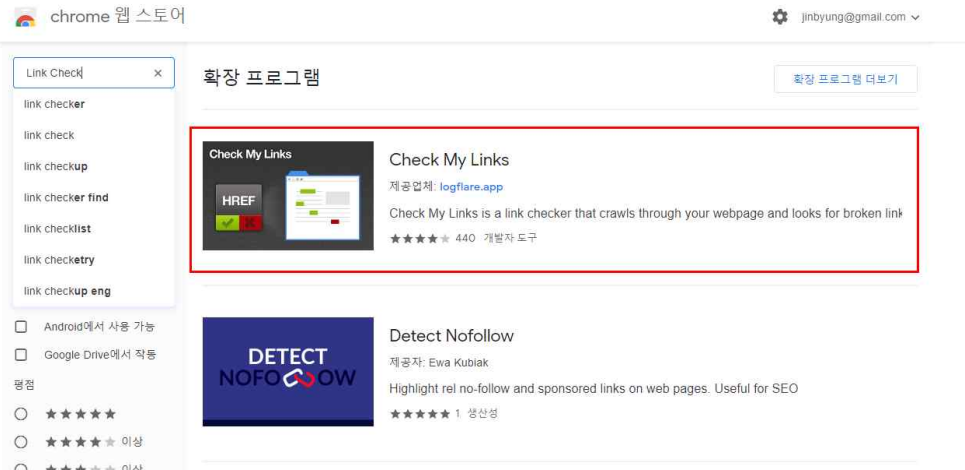 chrome 웹 스토어
jinbyung@gmail.com
Link Check
link checker
link check
link checkup
link checker find
link checklist
link checketry
link checkup eng
Android에서 사용 가능
Google Drive에서 작동
평점
★★★★★
★★★★★ 이상
★★★★★ 이상
확장 프로그램
확장 프로그램 더보기
Check My Links
HREF
Check My Links
제공업체: logflare.app
Check My Links is a link checker that crawls through your webpage and looks for broken link
★★★★★ 440 개발자 도구
DETECT
NOFOLLOW
Detect Nofollow
제공자: Ewa Kubiak
Highlight rel no-follow and sponsored links on web pages. Useful for SEO
★★★★★ 1 생산성